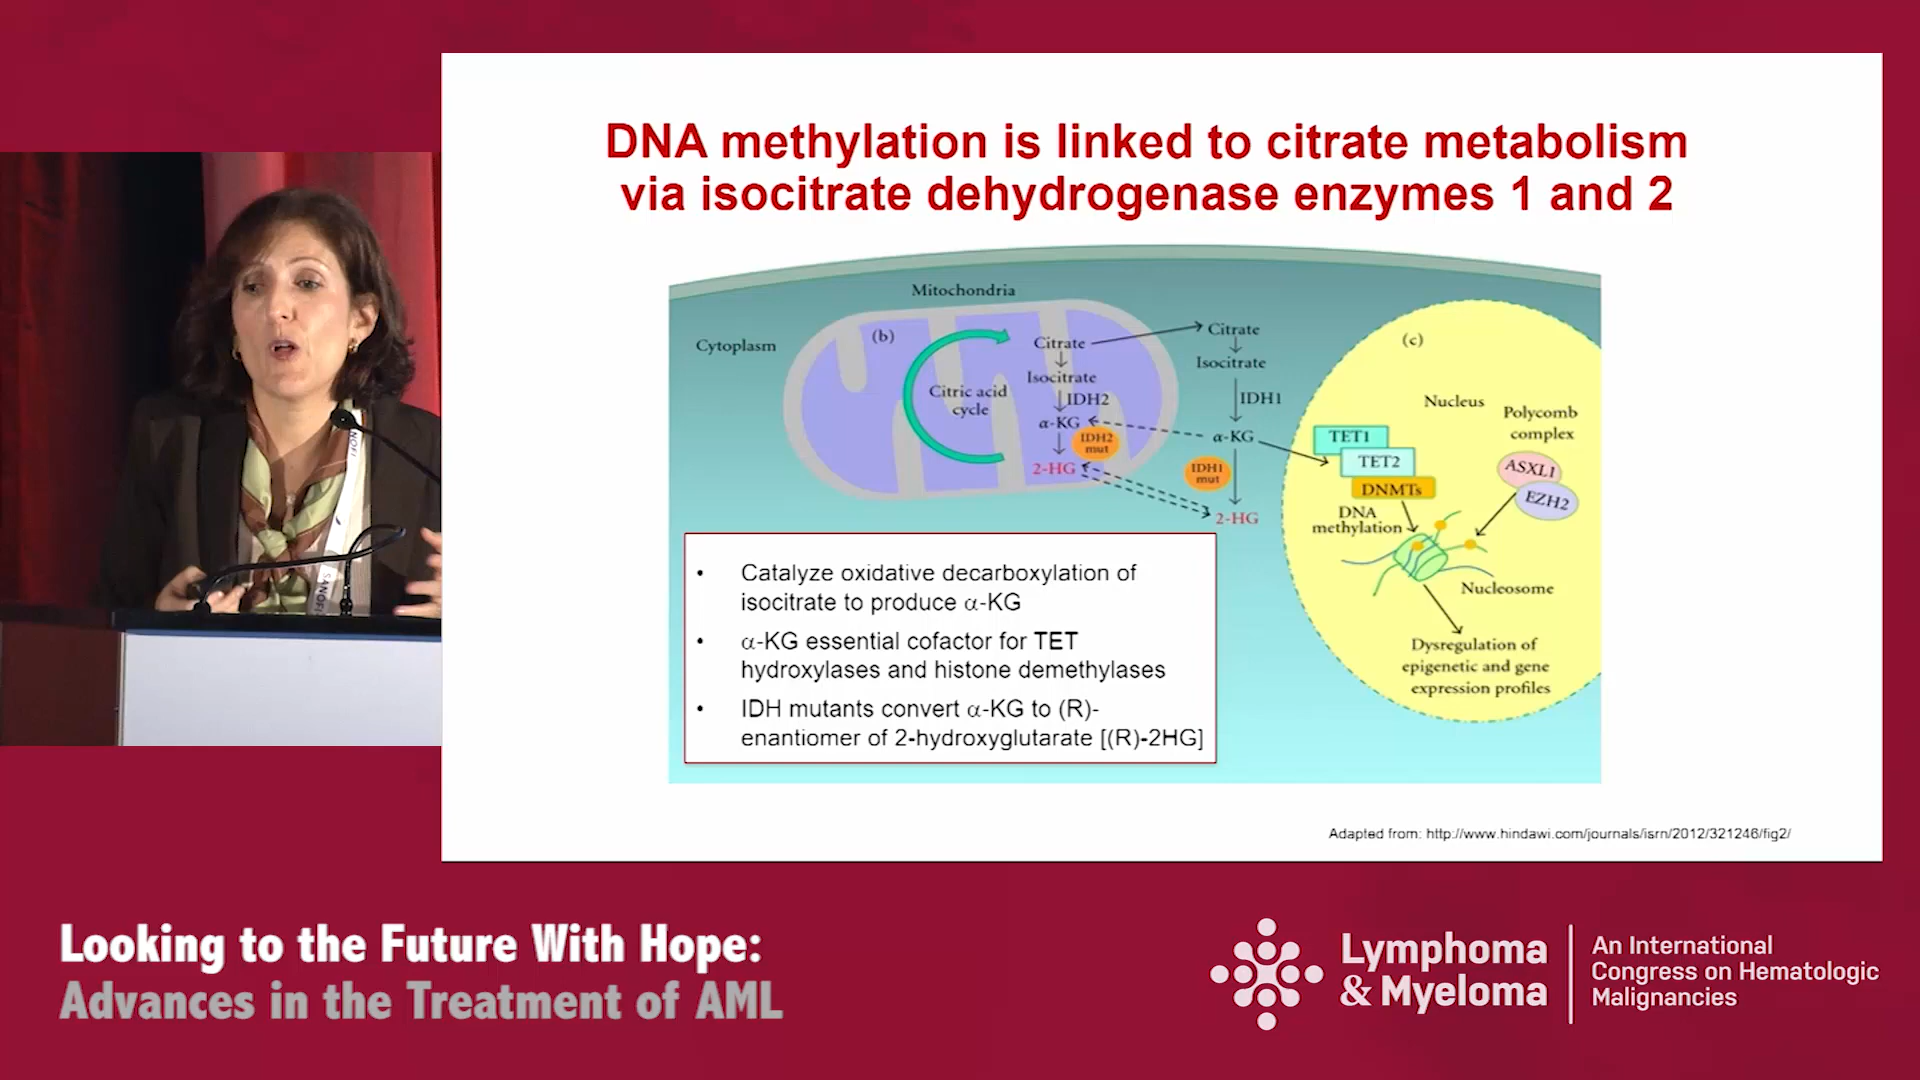 DNA methylation is linked to citrate metabolism
via isocitrate dehydrogenase enzymes 1 and 2
Mitochondria
Cytoplasm
(b)
Citric acid
cycle
Citrate
Isocitrate
IDH2
α-KG
IDH2
mut
2-HG
Citrate
Isocitrate
IDH1
α-KG
IDH1
mut
2-HG
(c)
Nucleus
Polycomb
complex
TET1
TET2
DNMTs
ASXL1
EZH2
DNA
methylation
Nucleosome
Dysregulation of
epigenetic and gene
expression profiles
• Catalyze oxidative decarboxylation of
isocitrate to produce α-KG
• α-KG essential cofactor for TET
hydroxylases and histone demethylases
• IDH mutants convert α-KG to (R)-
enantiomer of 2-hydroxyglutarate [(R)-2HG]
Adapted from: http://www.hindawi.com/journals/isrn/2012/321246/fig2/
SANOFI
SANOFI
Looking to the Future With Hope:
Advances in the Treatment of AML
Lymphoma
& Myeloma
An International
Congress on Hematologic
Malignancies